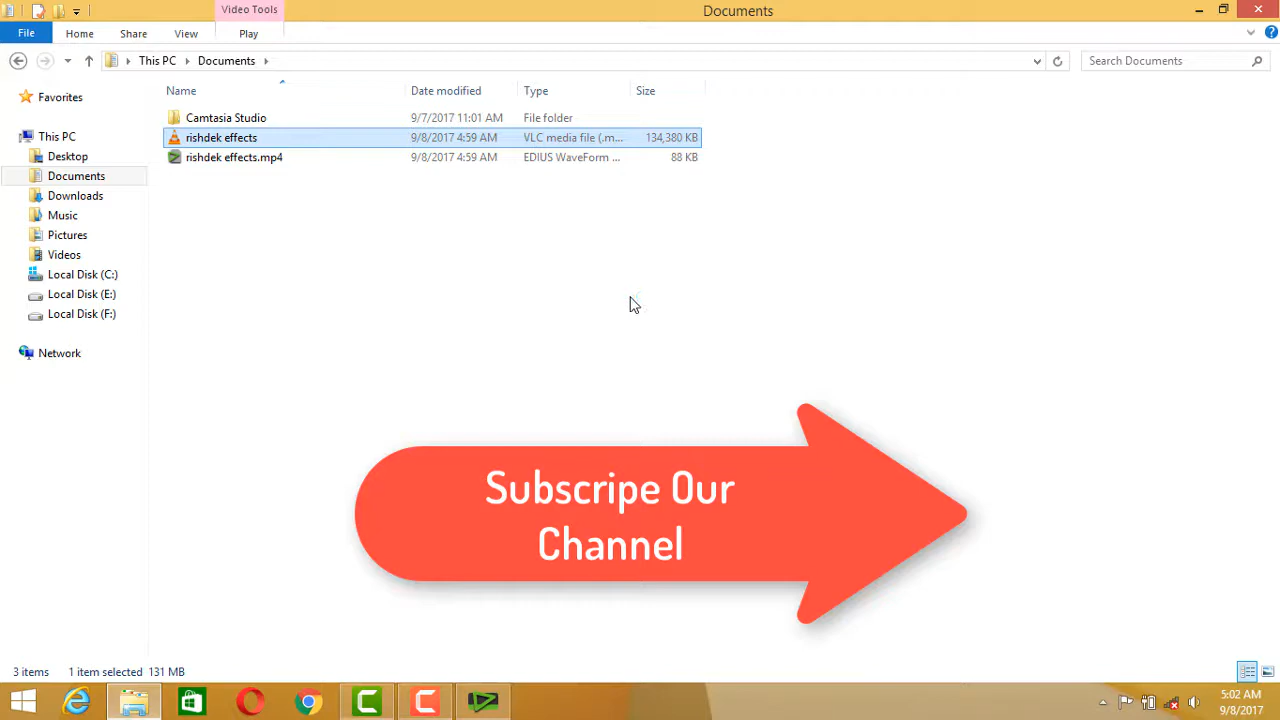 Video Tools
Documents
File
Home
Share
View
Play
This PC
Documents
Search Documents
Name
Date modified
Type
Size
Favorites
This PC
Desktop
Documents
Downloads
Music
Pictures
Videos
Local Disk (C:)
Local Disk (E:)
Local Disk (F:)
Network
Camtasia Studio 9/7/2017 11:01 AM File folder
rishdek effects 9/8/2017 4:59 AM VLC media file (.m... 134,380 KB
rishdek effects.mp4 9/8/2017 4:59 AM EDIUS WaveForm ... 88 KB
Subscripe Our
Channel
3 items 1 item selected 131 MB
5:02 AM
9/8/2017